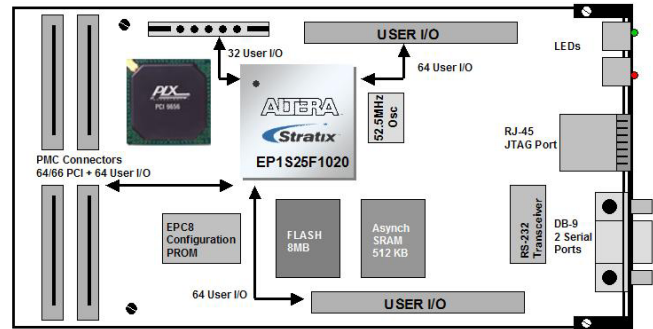 USER I/O
LEDs
32 User I/O
64 User I/O
PLX
PCI 9656
ALTERA
Stratix
EP1S25F1020
52.5MHz
Osc
RJ-45
JTAG Port
PMC Connectors
64/66 PCI + 64 User I/O
EPC8
Configuration
PROM
FLASH
8MB
Asynch
SRAM
512 KB
RS-232
Transceiver
DB-9
2 Serial
Ports
64 User I/O
USER I/O